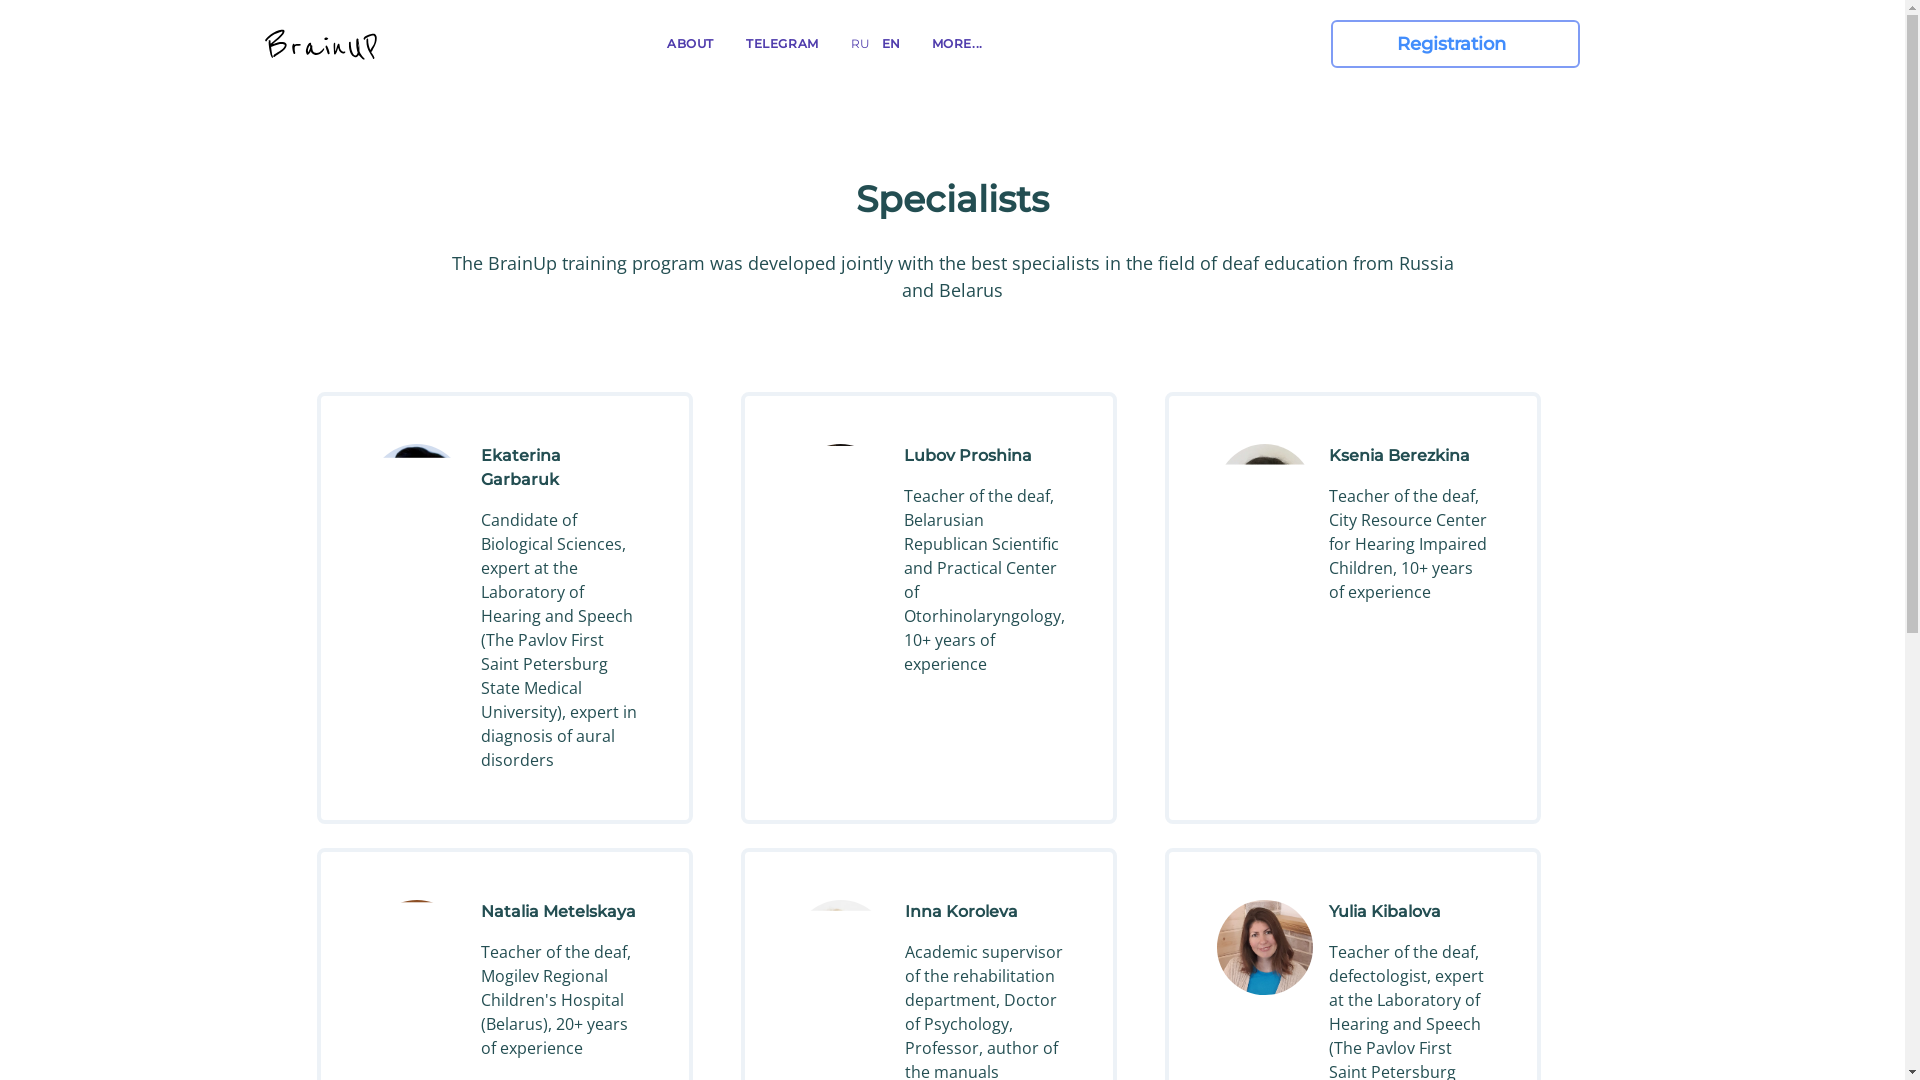 BrainUP
ABOUT
TELEGRAM
RU
EN
MORE...
Registration
Specialists
The BrainUp training program was developed jointly with the best specialists in the field of deaf education from Russia
and Belarus
Ekaterina
Garbaruk
Candidate of
Biological Sciences,
expert at the
Laboratory of
Hearing and Speech
(The Pavlov First
Saint Petersburg
State Medical
University), expert in
diagnosis of aural
disorders
Lubov Proshina
Teacher of the deaf,
Belarusian
Republican Scientific
and Practical Center
of
Otorhinolaryngology,
10+ years of
experience
Ksenia Berezkina
Teacher of the deaf,
City Resource Center
for Hearing Impaired
Children, 10+ years
of experience
Natalia Metelskaya
Teacher of the deaf,
Mogilev Regional
Children's Hospital
(Belarus), 20+ years
of experience
Inna Koroleva
Academic supervisor
of the rehabilitation
department, Doctor
of Psychology,
Professor, author of
the manuals
Yulia Kibalova
Teacher of the deaf,
defectologist, expert
at the Laboratory of
Hearing and Speech
(The Pavlov First
Saint Petersburg